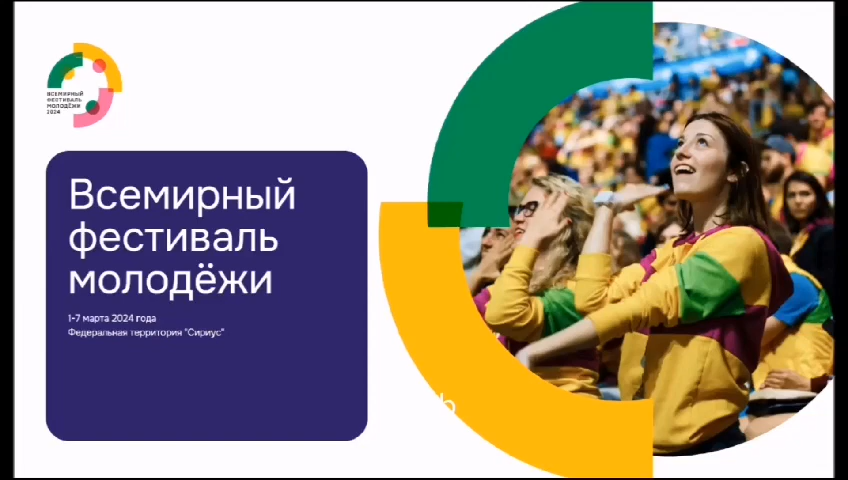 ВСЕМИРНЫЙ
ФЕСТИВАЛЬ
МОЛОДЁЖИ
2024
Всемирный
фестиваль
молодёжи
1-7 марта 2024 года
Федеральная территория "Сириус"